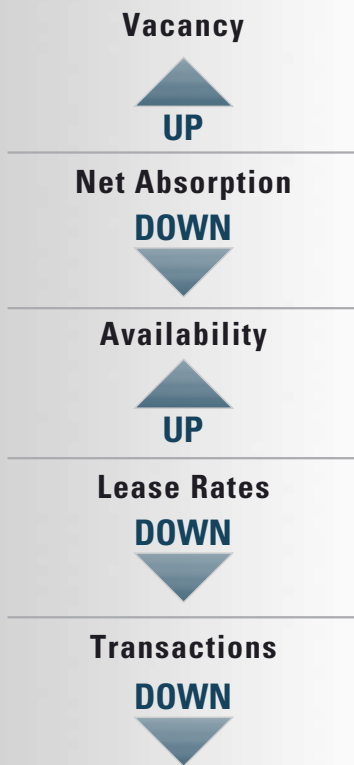 Vacancy
UP
Net Absorption
DOWN
Availability
UP
Lease Rates
DOWN
Transactions
DOWN